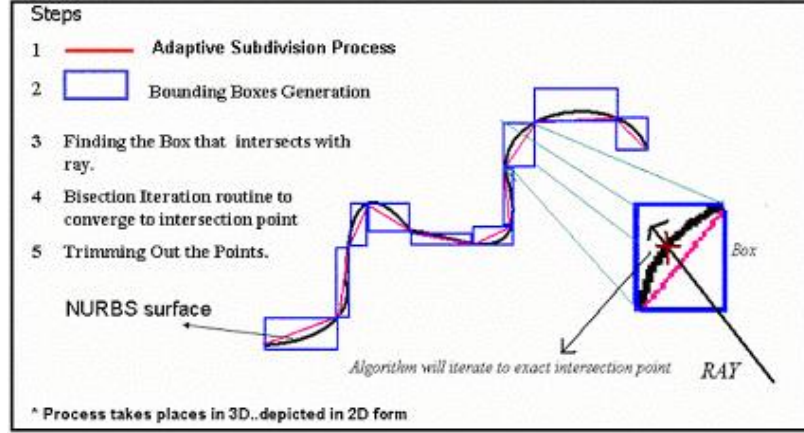 Steps
1 Adaptive Subdivision Process
2 Bounding Boxes Generation
3 Finding the Box that intersects with
ray.
4 Bisection Iteration routine to
converge to intersection point
5 Trimming Out the Points.
Box
NURBS surface
Algorithm will iterate to exact intersection point
RAY
* Process takes places in 3D..depicted in 2D form